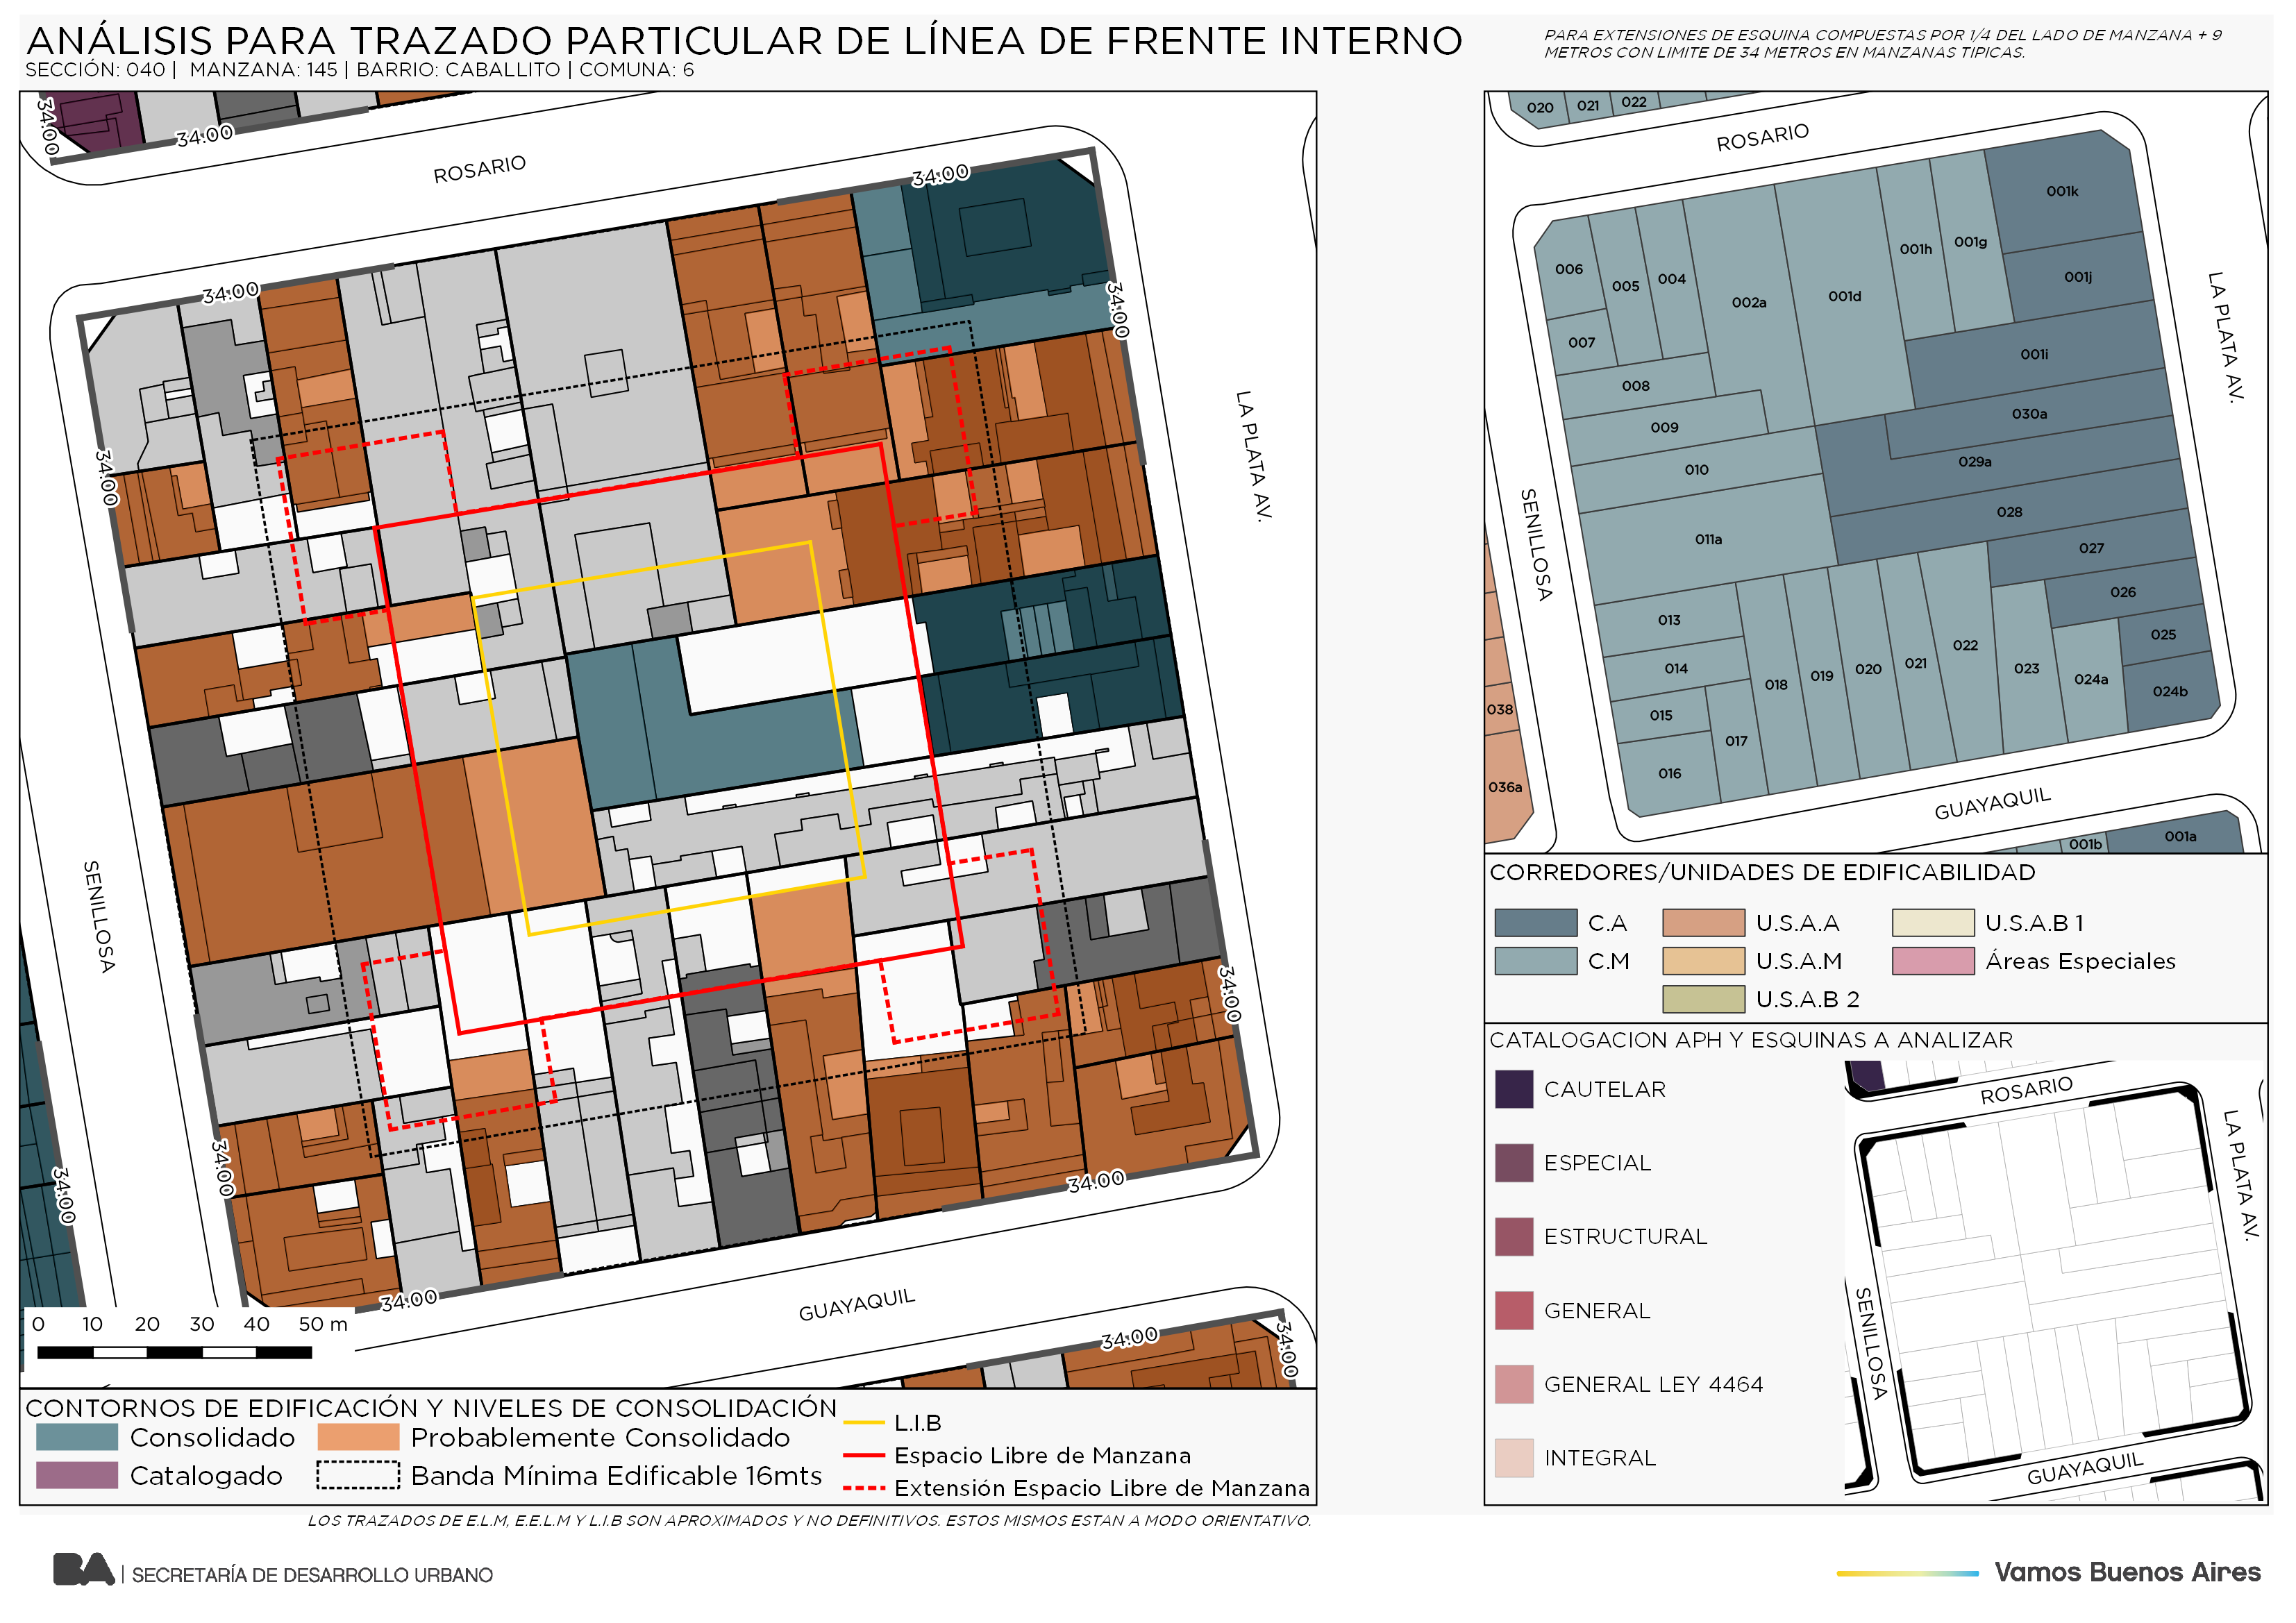 ANÁLISIS PARA TRAZADO PARTICULAR DE LÍNEA DE FRENTE INTERNO
SECCIÓN: 040 | MANZANA: 145 | BARRIO: CABALLITO | COMUNA: 6
PARA EXTENSIONES DE ESQUINA COMPUESTAS POR 1/4 DEL LADO DE MANZANA + 9
METROS CON LIMITE DE 34 METROS EN MANZANAS TIPICAS.
34.00
34.00
ROSARIO
34.00
34.00
34.00
34.00
LA PLATA AV.
SENILLOSA
34.00
34.00
34.00
34.00
34.00
GUAYAQUIL
34.00
34.00
0 10 20 30 40 50 m
CONTORNOS DE EDIFICACIÓN Y NIVELES DE CONSOLIDACIÓN
Consolidado
Probablemente Consolidado
Catalogado
Banda Mínima Edificable 16mts
L.I.B
Espacio Libre de Manzana
Extensión Espacio Libre de Manzana
020 021 022
ROSARIO
001k
006
005
004
001h
001g
001j
002a
001d
007
001i
008
009
030a
010
029a
011a
028
027
026
013
025
014
022
018
019
020
021
023
024a
024b
015
017
016
038
036a
LA PLATA AV.
SENILLOSA
GUAYAQUIL
001b
001a
CORREDORES/UNIDADES DE EDIFICABILIDAD
C.A
U.S.A.A
U.S.A.B 1
C.M
U.S.A.M
Áreas Especiales
U.S.A.B 2
CATALOGACION APH Y ESQUINAS A ANALIZAR
CAUTELAR
ESPECIAL
ESTRUCTURAL
GENERAL
GENERAL LEY 4464
INTEGRAL
ROSARIO
LA PLATA AV.
SENILLOSA
GUAYAQUIL
LOS TRAZADOS DE E.L.M, E.E.L.M Y L.I.B SON APROXIMADOS Y NO DEFINITIVOS. ESTOS MISMOS ESTAN A MODO ORIENTATIVO.
BA | SECRETARÍA DE DESARROLLO URBANO
Vamos Buenos Aires